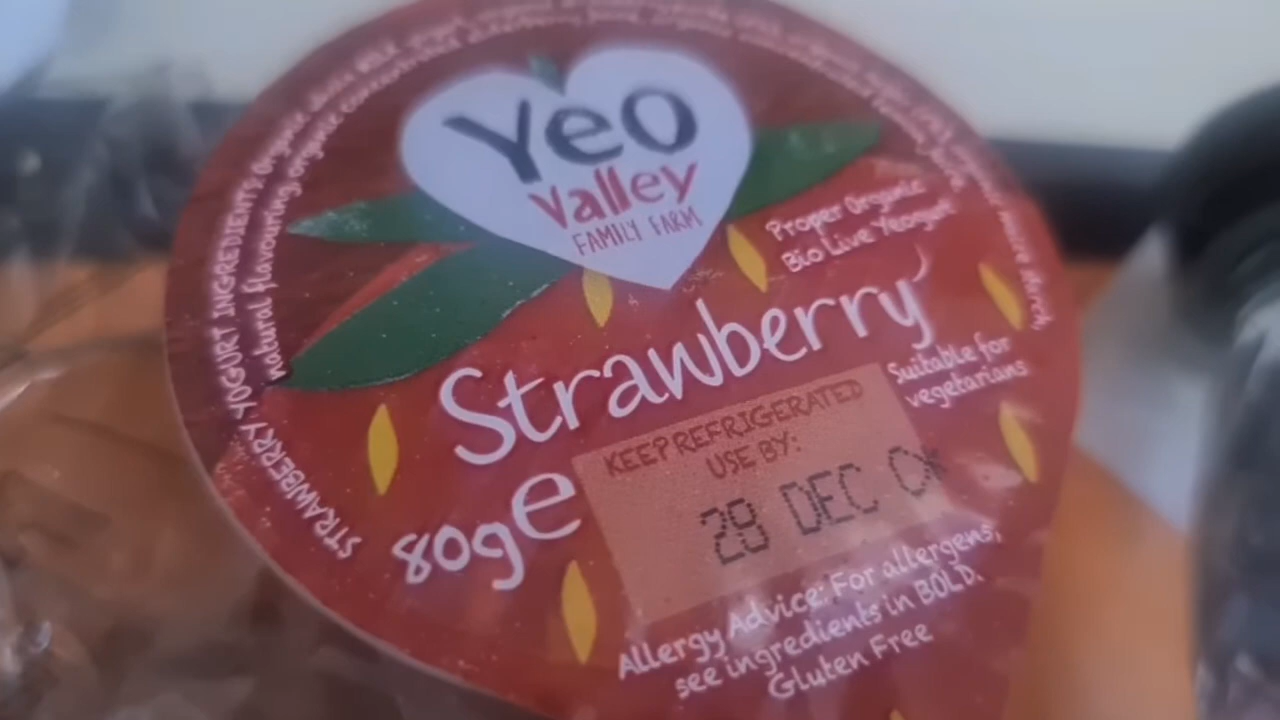 Yeo
Valley
FAMILY FARM
Proper Organic
Bio Live Yeogurt
Strawberry
Suitable for
vegetarians
KEEP REFRIGERATED
USE BY:
28 DEC
80g e
Allergy Advice: For allergens,
see ingredients in BOLD.
Gluten Free
STRAWBERRY YOGURT INGREDIENTS: Organic
natural flavouring, organic